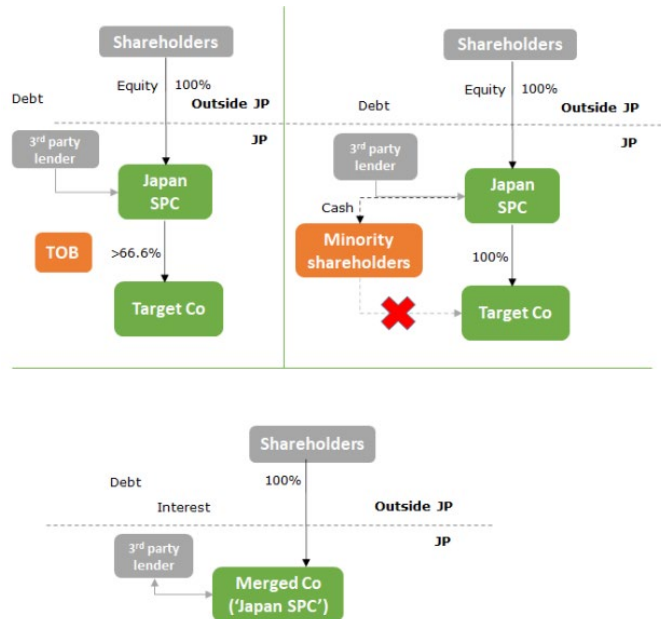 Shareholders
Equity 100%
Debt
Outside JP
JP
3rd party
lender
Japan
SPC
TOB
>66.6%
Target Co
Shareholders
Equity 100%
Debt
Outside JP
JP
3rd party
lender
Cash
Japan
SPC
Minority
shareholders
100%
Target Co
Shareholders
100%
Debt
Interest
Outside JP
JP
3rd party
lender
Merged Co
(‘Japan SPC’)